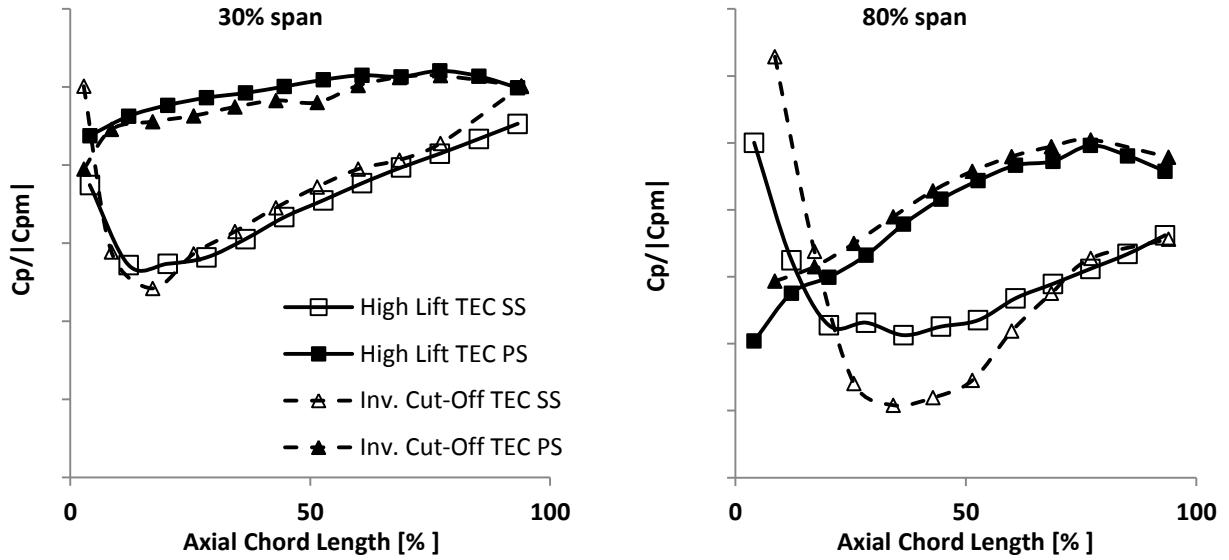 30% span
Cp/|Cpm|
High Lift TEC SS
High Lift TEC PS
Inv. Cut-Off TEC SS
Inv. Cut-Off TEC PS
0
50
100
Axial Chord Length [% ]
80% span
Cp/|Cpm|
0
50
100
Axial Chord Length [% ]